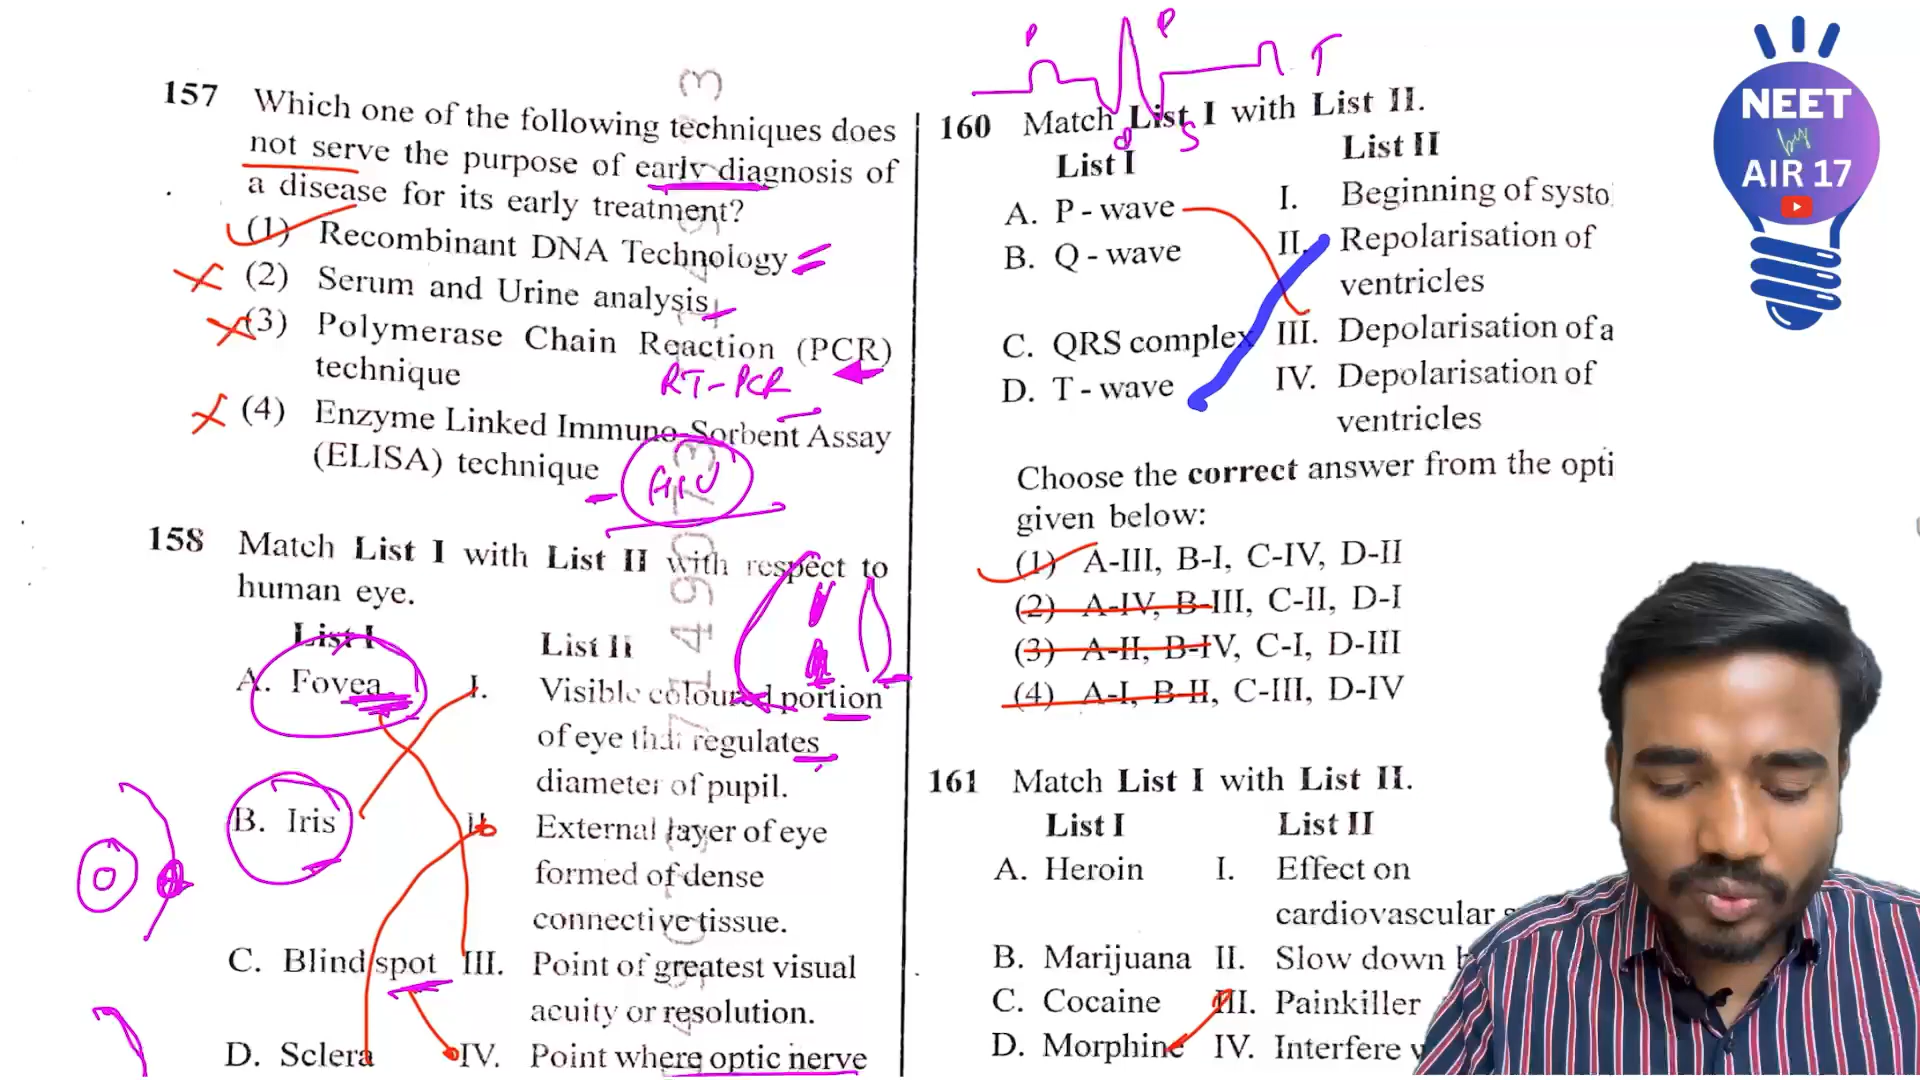 157 Which one of the following techniques does
not serve the purpose of early diagnosis of
a disease for its early treatment?
(1) Recombinant DNA Technology
(2) Serum and Urine analysis
(3) Polymerase Chain Reaction (PCR)
technique
RT-PCR
(4) Enzyme Linked Immuno-Sorbent Assay
(ELISA) technique
158 Match List I with List II with respect to
human eye.
List I List II
A. Fovea I. Visible coloured portion
of eye that regulates
diameter of pupil.
B. Iris II. External layer of eye
formed of dense
connective tissue.
C. Blind spot III. Point of greatest visual
acuity or resolution.
D. Sclera IV. Point where optic nerve
P
T
S
160 Match List I with List II.
List I List II
A. P - wave I. Beginning of systo
B. Q - wave II. Repolarisation of
ventricles
C. QRS complex III. Depolarisation of a
D. T - wave IV. Depolarisation of
ventricles
Choose the correct answer from the opti
given below:
(1) A-III, B-I, C-IV, D-II
(2) A-IV, B-III, C-II, D-I
(3) A-II, B-IV, C-I, D-III
(4) A-I, B-II, C-III, D-IV
161 Match List I with List II.
List I List II
A. Heroin I. Effect on
cardiovascular
B. Marijuana II. Slow down
C. Cocaine III. Painkiller
D. Morphine IV. Interfere
NEET
by
AIR 17